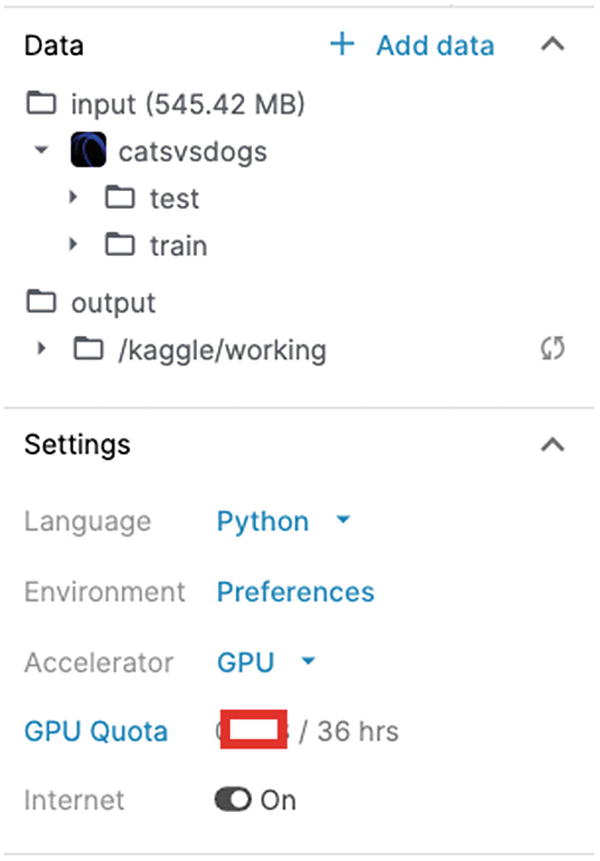 Data + Add data
input (545.42 MB)
catsvsdogs
test
train
output
/kaggle/working
Settings
Language Python
Environment Preferences
Accelerator GPU
GPU Quota / 36 hrs
Internet On